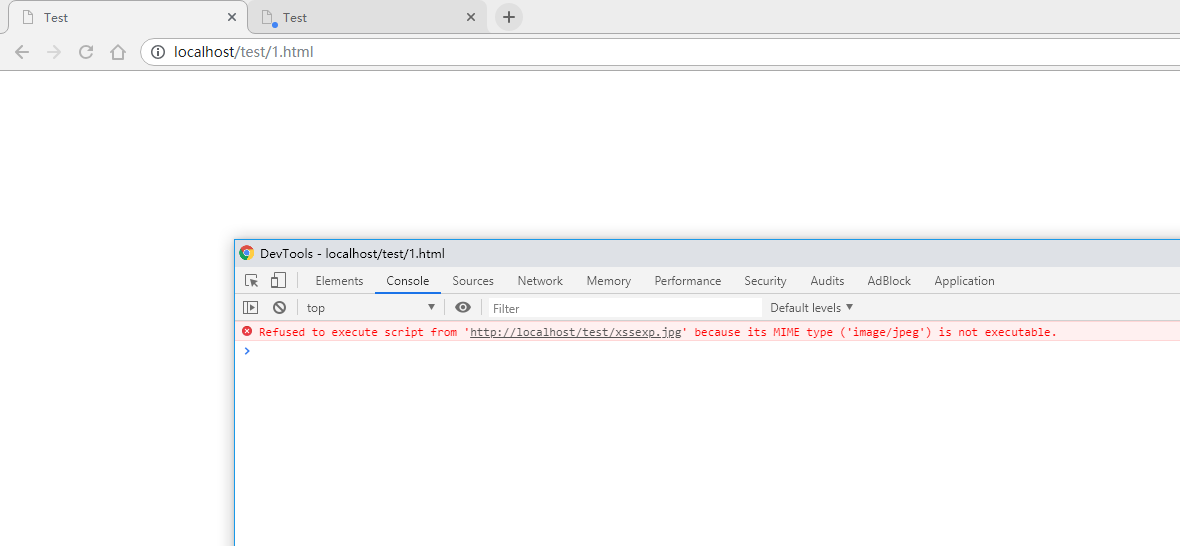 Test Test
localhost/test/1.html
DevTools - localhost/test/1.html
Elements Console Sources Network Memory Performance Security Audits AdBlock Application
top Filter Default levels
Refused to execute script from 'http://localhost/test/xssexp.jpg' because its MIME type ('image/jpeg') is not executable.